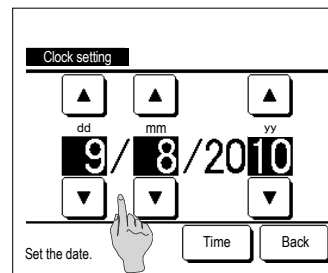 Clock setting
▲ ▲ ▲
dd mm yy
9/8/2010
▼ ▼ ▼
Set the date. Time Back